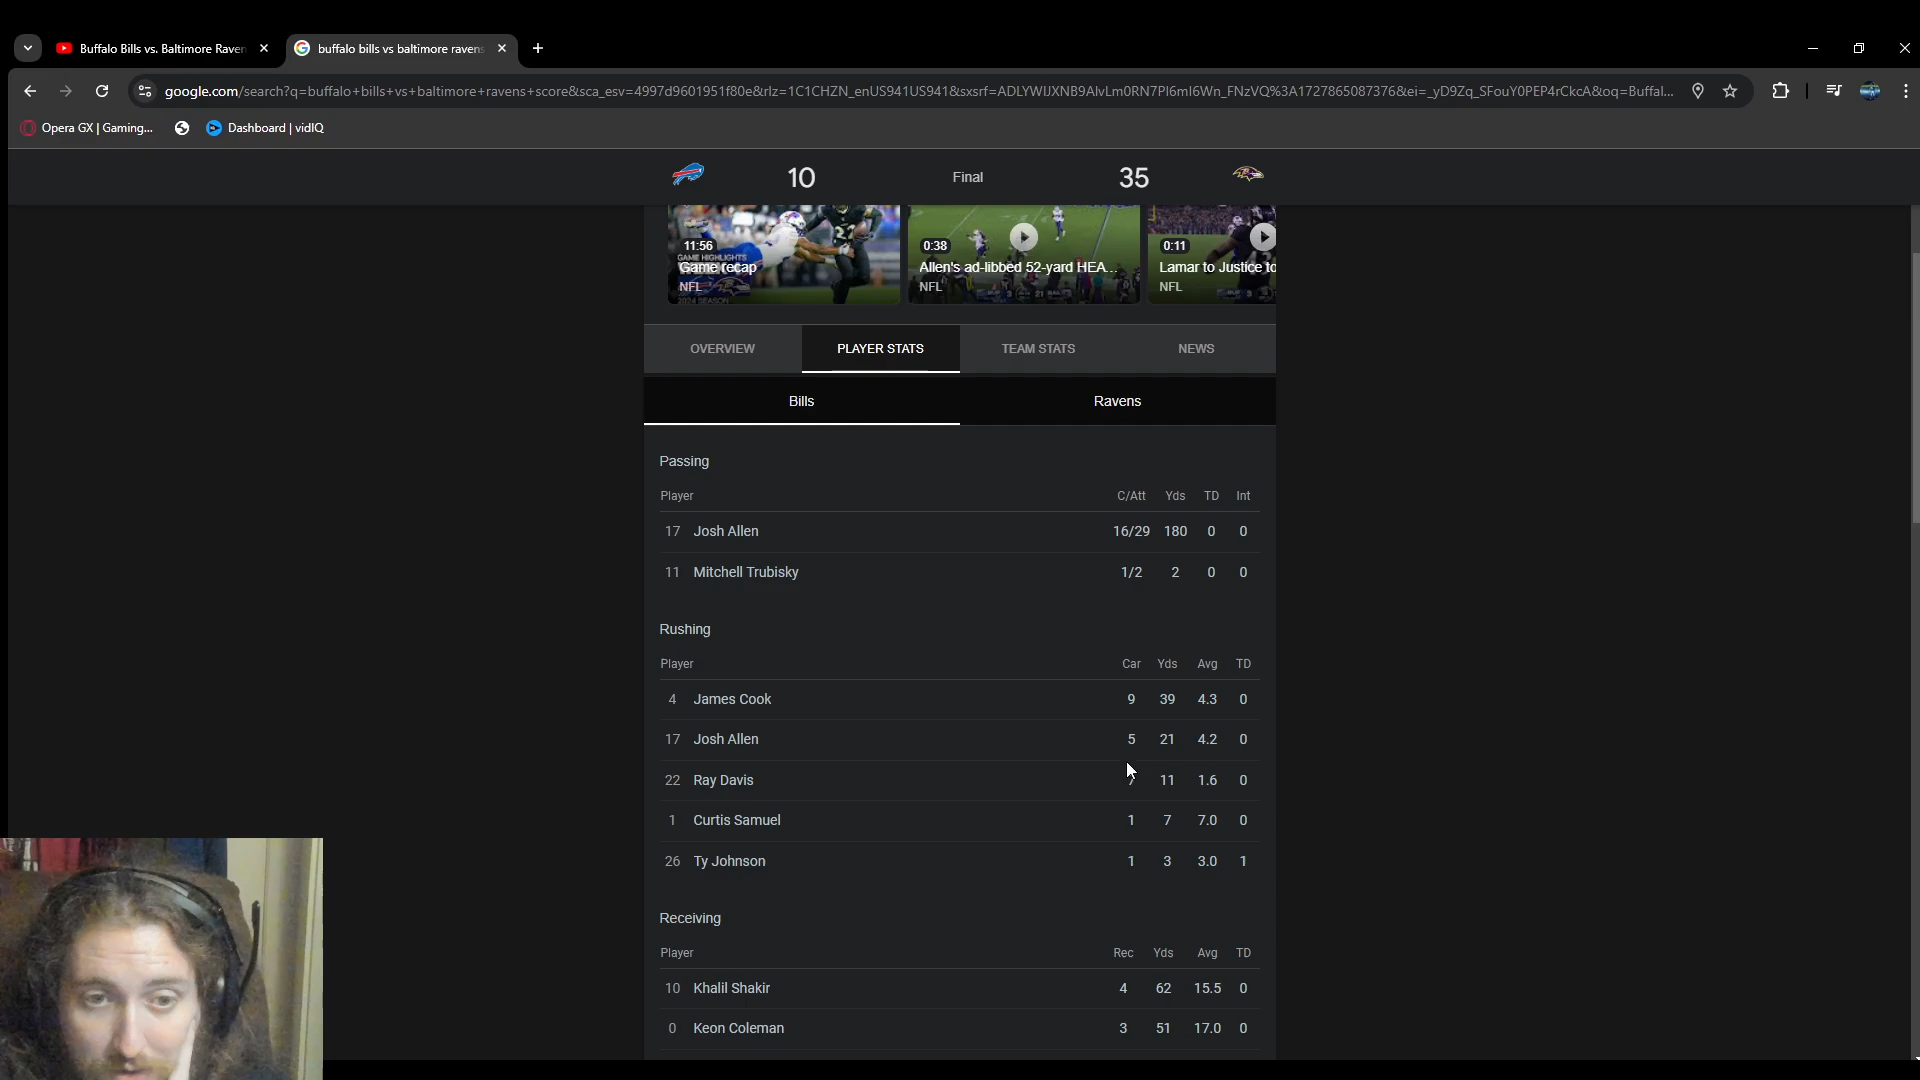 Buffalo Bills vs. Baltimore Raven
buffalo bills vs baltimore ravens
google.com/search?q=buffalo+bills+vs+baltimore+ravens+score&sca_esv=4997d9601951f80e&rlz=1C1CHZN_enUS941US941&sxsrf=ADLYWIJXNB9AlvLm0RN7Pl6ml6Wn_FNzVQ%3A1727865087376&ei=_yD9Zq_SFouY0PEP4rCkcA&oq=Buffal...
Opera GX | Gaming...
Dashboard | vidIQ
10 Final 35
11:56
0:38
0:11
22
GAME HIGHLIGHTS
Game recap
Allen's ad-libbed 52-yard HEA...
Lamar to Justice to
NFL
NFL
NFL
2024 SEASON
OVERVIEW PLAYER STATS TEAM STATS NEWS
Bills Ravens
Passing
Player C/Att Yds TD Int
17 Josh Allen 16/29 180 0 0
11 Mitchell Trubisky 1/2 2 0 0
Rushing
Player Car Yds Avg TD
4 James Cook 9 39 4.3 0
17 Josh Allen 5 21 4.2 0
22 Ray Davis 7 11 1.6 0
1 Curtis Samuel 1 7 7.0 0
26 Ty Johnson 1 3 3.0 1
Receiving
Player Rec Yds Avg TD
10 Khalil Shakir 4 62 15.5 0
0 Keon Coleman 3 51 17.0 0